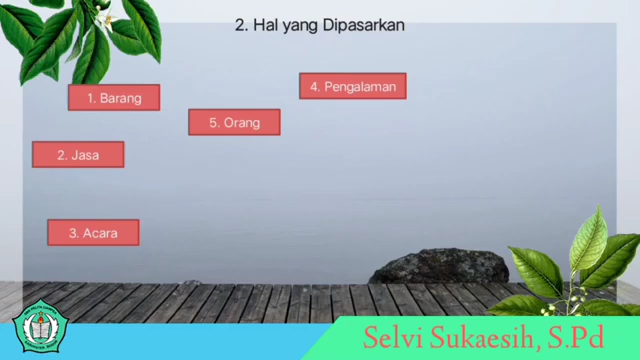 2. Hal yang Dipasarkan
1. Barang
2. Jasa
3. Acara
4. Pengalaman
5. Orang
Selvi Sukaesih, S.Pd